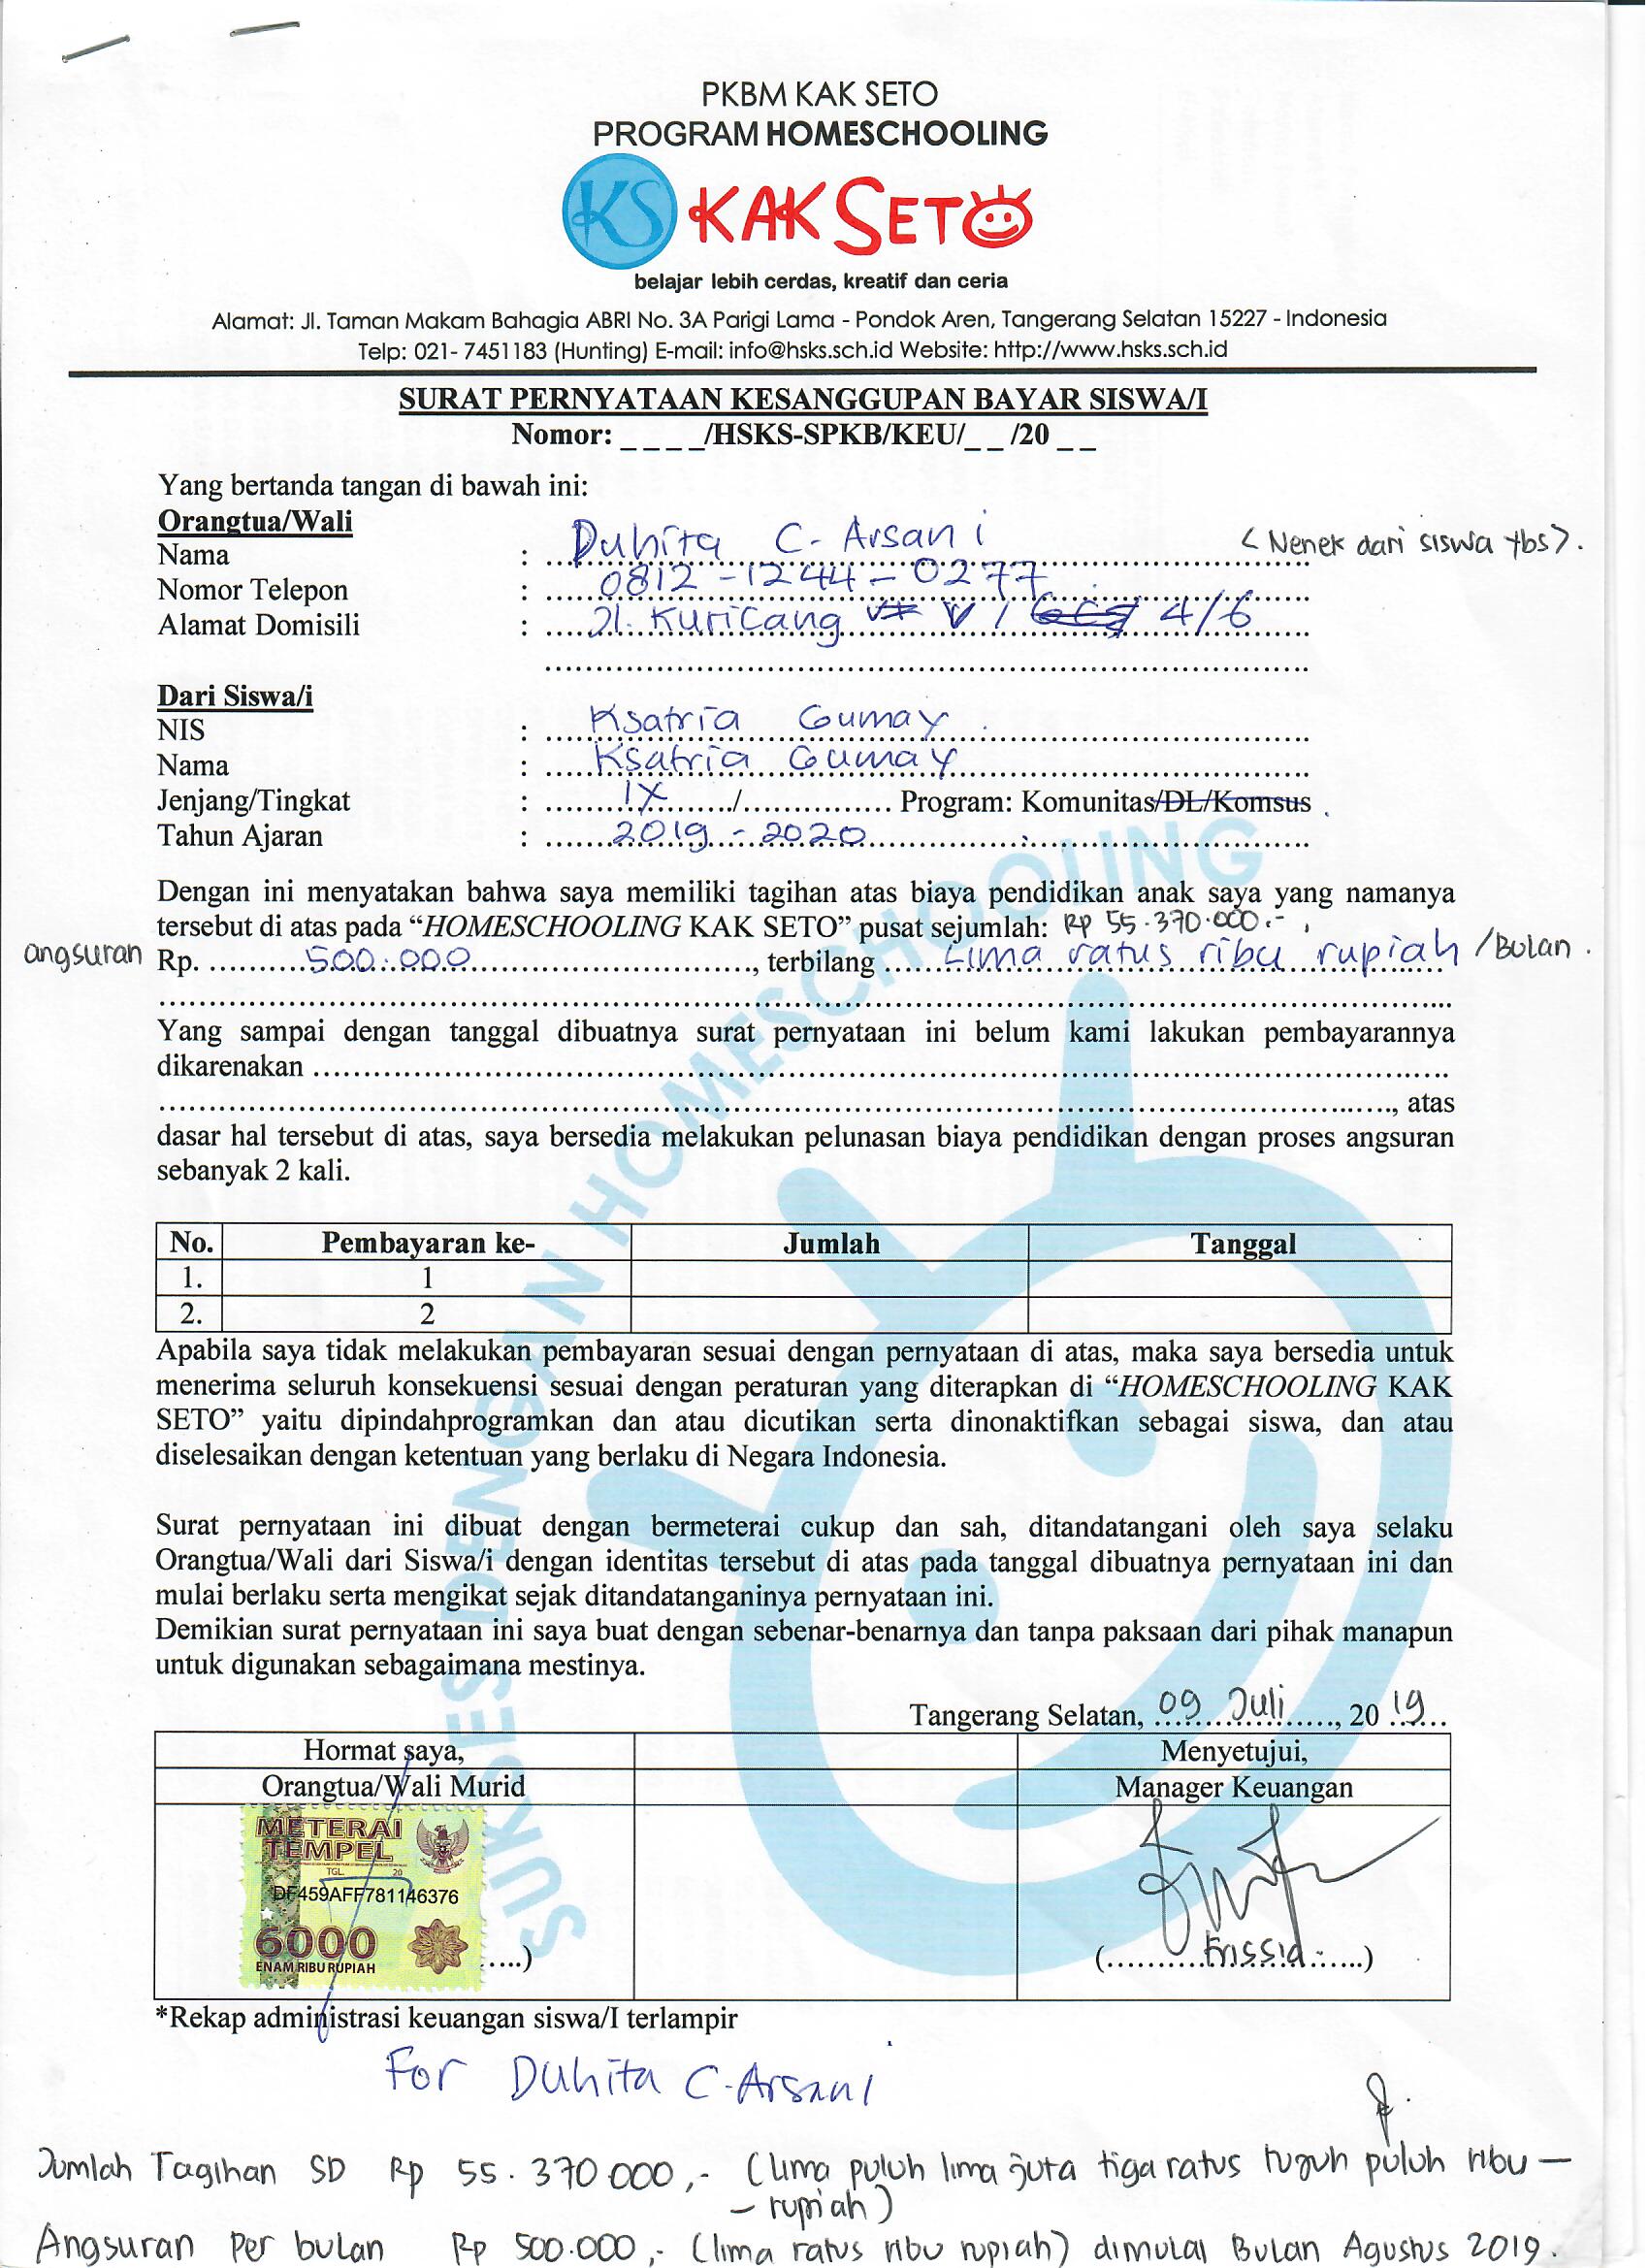 PKBM KAK SETO
PROGRAM HOMESCHOOLING
KS KAK SETO
belajar lebih cerdas, kreatif dan ceria
Alamat: Jl. Taman Makam Bahagia ABRI No. 3A Parigi Lama - Pondok Aren, Tangerang Selatan 15227 - Indonesia
Telp: 021- 7451183 (Hunting) E-mail: info@hsks.sch.id Website: http://www.hsks.sch.id
SURAT PERNYATAAN KESANGGUPAN BAYAR SISWA/I
Nomor: _ _ _ _/HSKS-SPKB/KEU/_ _ /20 _ _
Yang bertanda tangan di bawah ini:
Orangtua/Wali
Nama : Duhita C. Arsani <Nenek dari siswa tbs>.
Nomor Telepon : 0812-1244-0277
Alamat Domisili : Jl. Kuricang V / 4/6
Dari Siswa/i
NIS : Ksatria Gumay
Nama : Ksatria Gumay
Jenjang/Tingkat : IX / Program: Komunitas/DL/Komsus
Tahun Ajaran : 2019 - 2020
Dengan ini menyatakan bahwa saya memiliki tagihan atas biaya pendidikan anak saya yang namanya
tersebut di atas pada “HOMESCHOOLING KAK SETO” pusat sejumlah: Rp 55.370.000.-,
angsuran Rp. 500.000, terbilang Lima ratus ribu rupiah /Bulan.
Yang sampai dengan tanggal dibuatnya surat pernyataan ini belum kami lakukan pembayarannya
dikarenakan
, atas
dasar hal tersebut di atas, saya bersedia melakukan pelunasan biaya pendidikan dengan proses angsuran
sebanyak 2 kali.
No. Pembayaran ke- Jumlah Tanggal
1. 1
2. 2
Apabila saya tidak melakukan pembayaran sesuai dengan pernyataan di atas, maka saya bersedia untuk
menerima seluruh konsekuensi sesuai dengan peraturan yang diterapkan di “HOMESCHOOLING KAK
SETO” yaitu dipindahprogramkan dan atau dicutikan serta dinonaktifkan sebagai siswa, dan atau
diselesaikan dengan ketentuan yang berlaku di Negara Indonesia.
Surat pernyataan ini dibuat dengan bermeterai cukup dan sah, ditandatangani oleh saya selaku
Orangtua/Wali dari Siswa/i dengan identitas tersebut di atas pada tanggal dibuatnya pernyataan ini dan
mulai berlaku serta mengikat sejak ditandatanganinya pernyataan ini.
Demikian surat pernyataan ini saya buat dengan sebenar-benarnya dan tanpa paksaan dari pihak manapun
untuk digunakan sebagaimana mestinya.
Tangerang Selatan, 09 Juli, 2019
Hormat saya, Menyetujui,
Orangtua/Wali Murid Manager Keuangan
METERAI
TEMPEL
TGL 20
DF459AFF781146376
6000
ENAM RIBU RUPIAH
(Frissia)
*Rekap administrasi keuangan siswa/I terlampir
SUKSES DENGAN HOMESCHOOLING
For Duhita C. Arsani
Jumlah Tagihan SD Rp 55.370 000,- (lima puluh lima juta tiga ratus tujuh puluh ribu —
— rupiah)
Angsuran Per bulan Rp 500.000,- (lima ratus ribu rupiah) dimulai Bulan Agustus 2019.